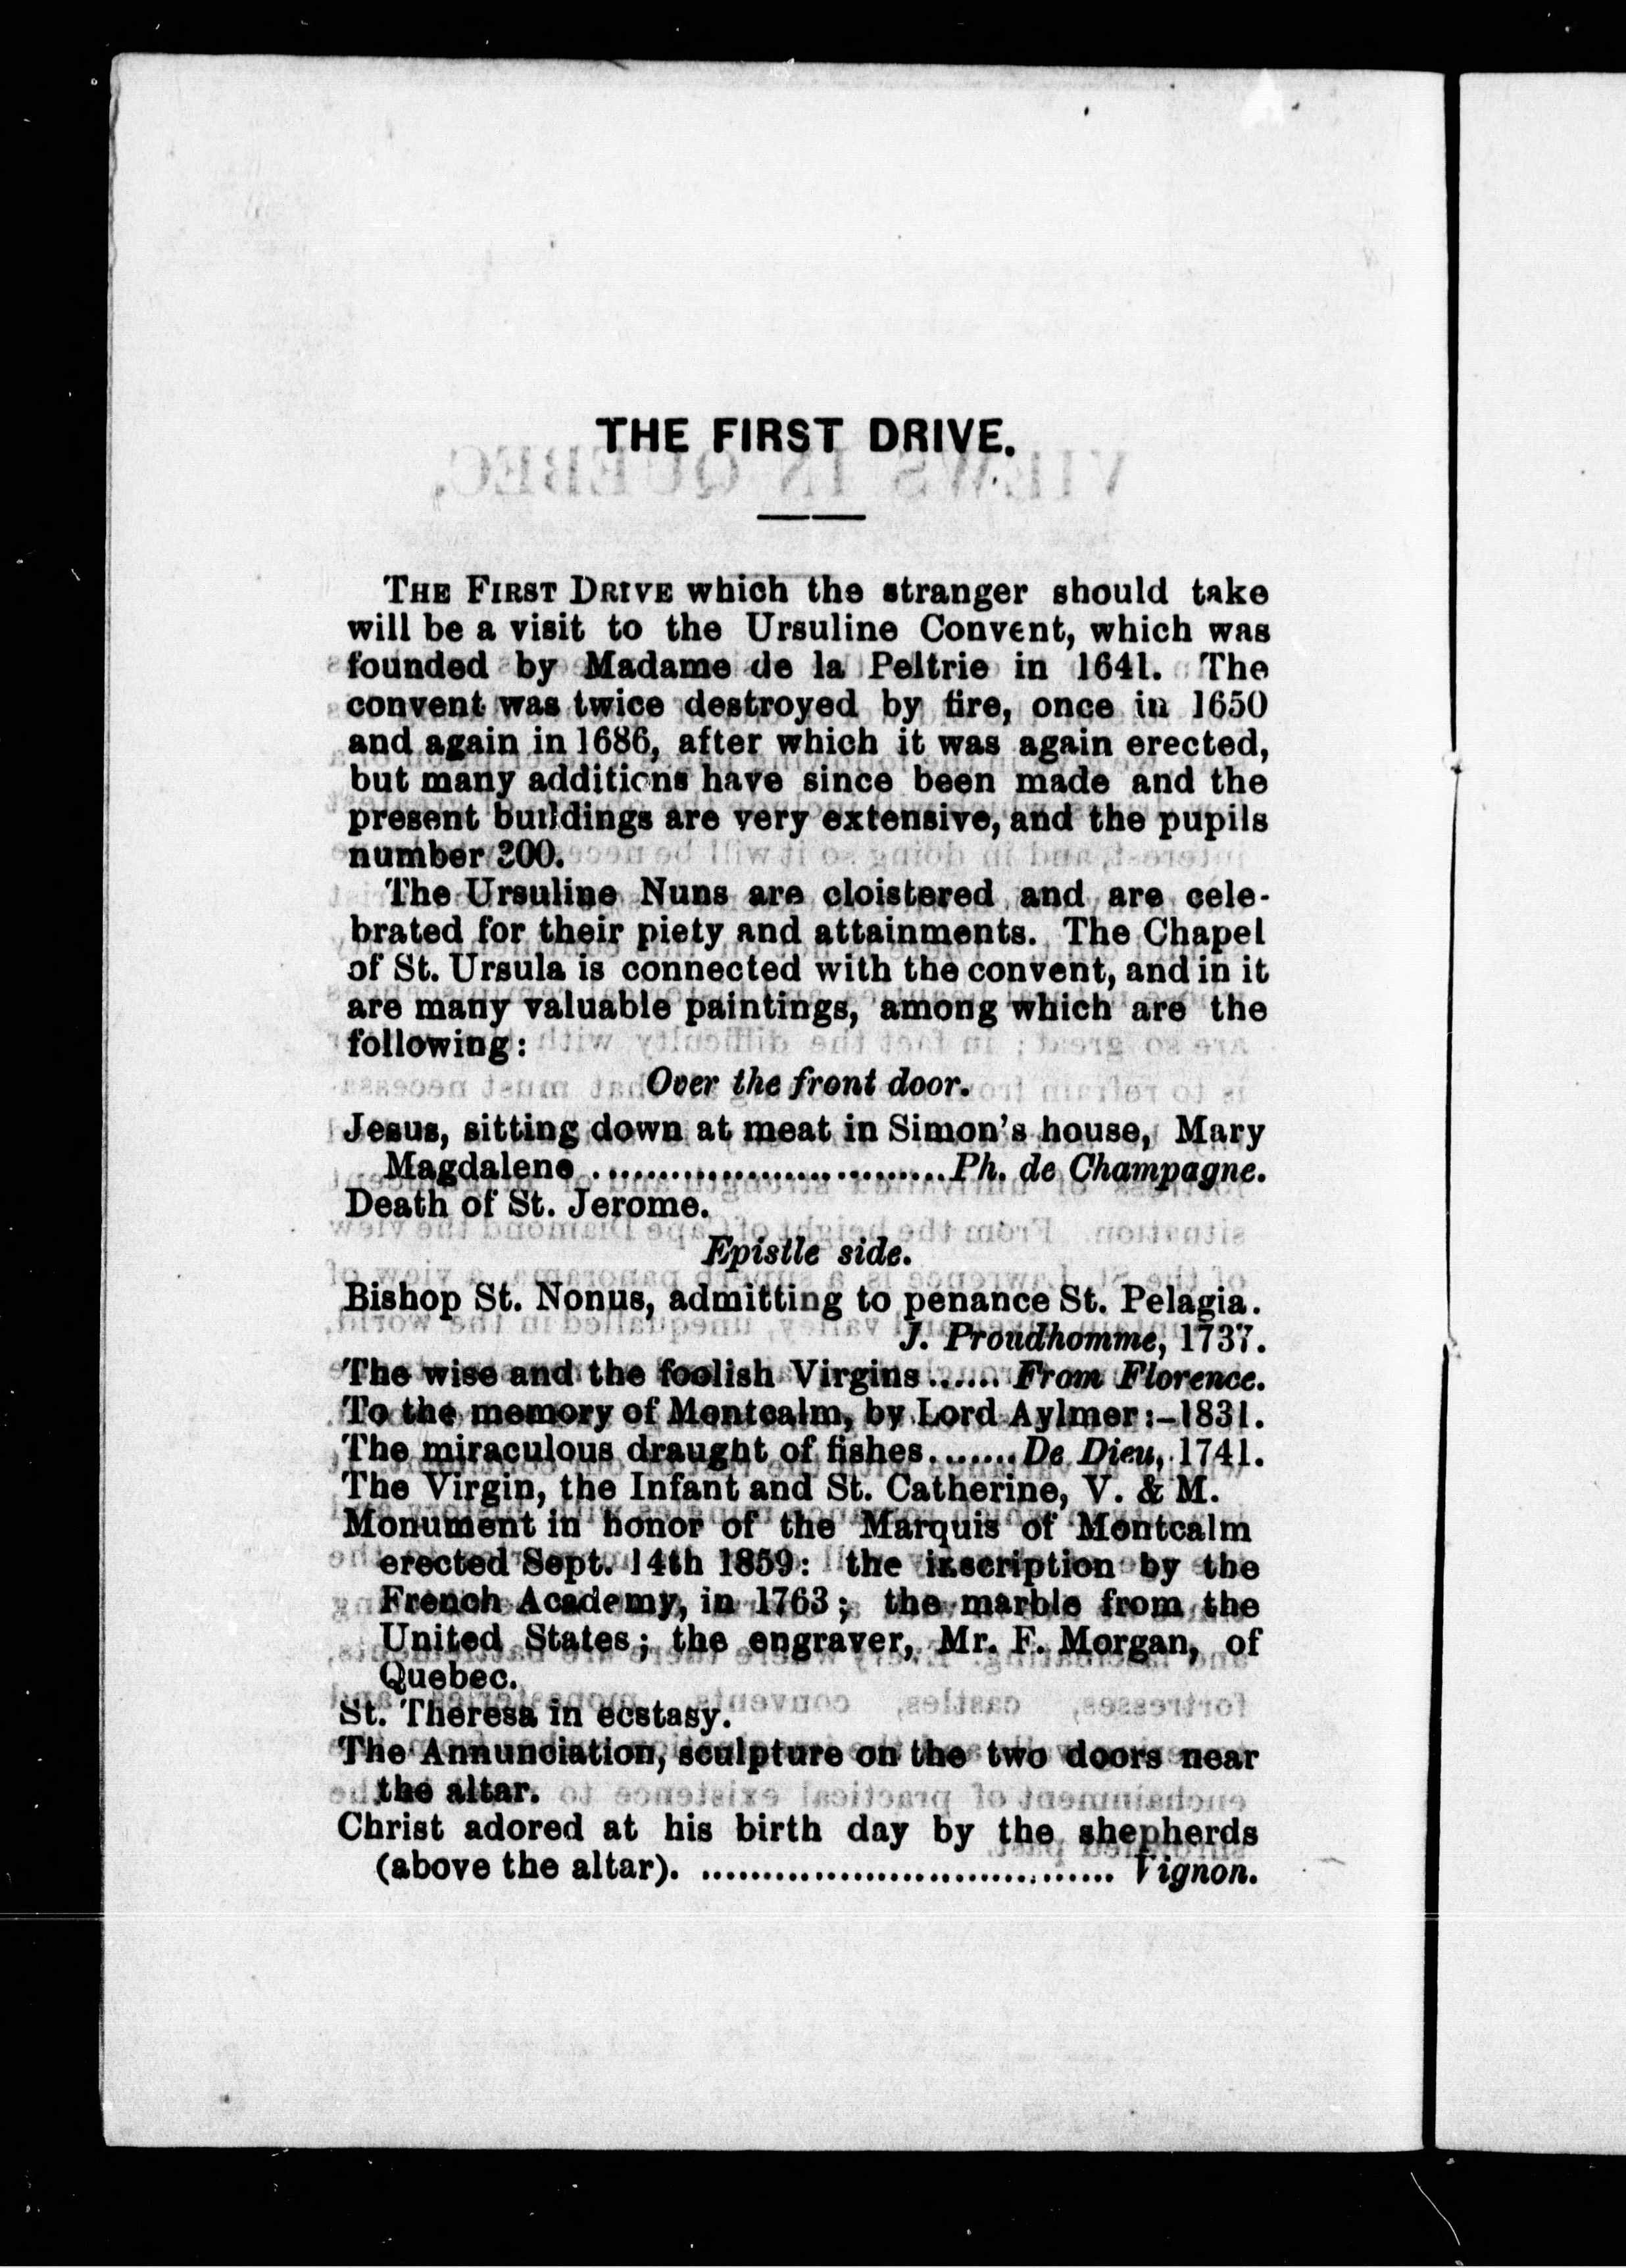 THE FIRST DRIVE.
THE FIRST DRIVE which the stranger should take
will be a visit to the Ursuline Convent, which was
founded by Madame de la Peltrie in 1641. The
convent was twice destroyed by fire, once in 1650
and again in 1686, after which it was again erected,
but many additions have since been made and the
present buildings are very extensive, and the pupils
number 300.
The Ursuline Nuns are cloistered and are cele-
brated for their piety and attainments. The Chapel
of St. Ursula is connected with the convent, and in it
are many valuable paintings, among which are the
following:
Over the front door.
Jesus, sitting down at meat in Simon's house, Mary
Magdalene ............................Ph. de Champagne.
Death of St. Jerome.
Epistle side.
Bishop St. Nonus, admitting to penance St. Pelagia.
J. Proudhomme, 1737.
The wise and the foolish Virgins...... From Florence.
To the memory of Montcalm, by Lord Aylmer:–1831.
The miraculous draught of fishes.......De Dieu, 1741.
The Virgin, the Infant and St. Catherine, V. & M.
Monument in honor of the Marquis of Montcalm
erected Sept. 14th 1859: the inscription by the
French Academy, in 1763; the marble from the
United States; the engraver, Mr. F. Morgan, of
Quebec.
St. Theresa in ecstasy.
The Annunciation, sculpture on the two doors near
the altar.
Christ adored at his birth day by the shepherds
(above the altar). ................................. Vignon.